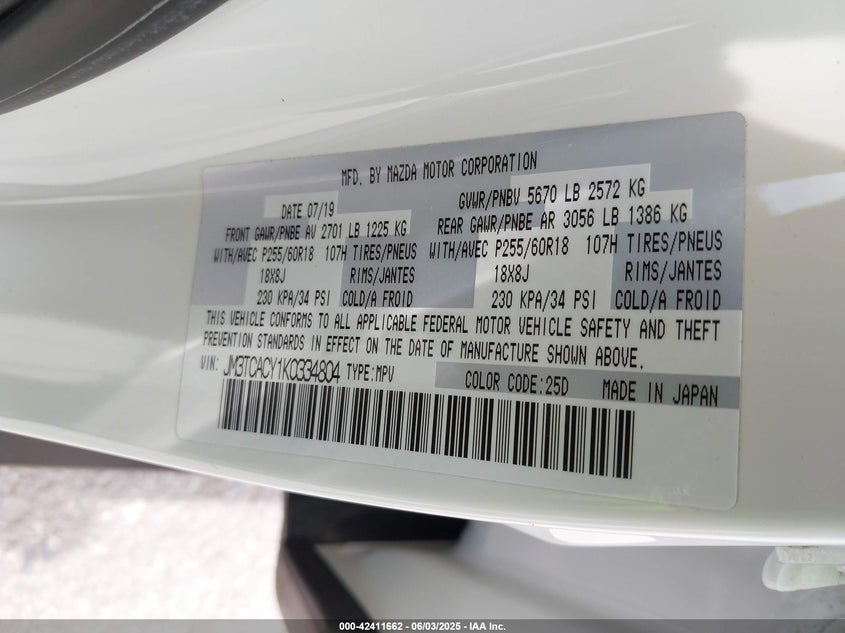 MFD. BY MAZDA MOTOR CORPORATION
DATE 07/19 GVWR/PNBV 5670 LB 2572 KG
FRONT GAWR/PNBE AV 2701 LB 1225 KG REAR GAWR/PNBE AR 3056 LB 1386 KG
WITH/AVEC P255/60R18 107H TIRES/PNEUS WITH/AVEC P255/60R18 107H TIRES/PNEUS
18X8J RIMS/JANTES 18X8J RIMS/JANTES
230 KPA/34 PSI COLD/A FROID 230 KPA/34 PSI COLD/A FROID
THIS VEHICLE CONFORMS TO ALL APPLICABLE FEDERAL MOTOR VEHICLE SAFETY AND THEFT
PREVENTION STANDARDS IN EFFECT ON THE DATE OF MANUFACTURE SHOWN ABOVE.
VIN: JM3TCACY1K0334804 TYPE:MPV COLOR CODE:25D MADE IN JAPAN
000-42411662 - 06/03/2025 - IAA Inc.